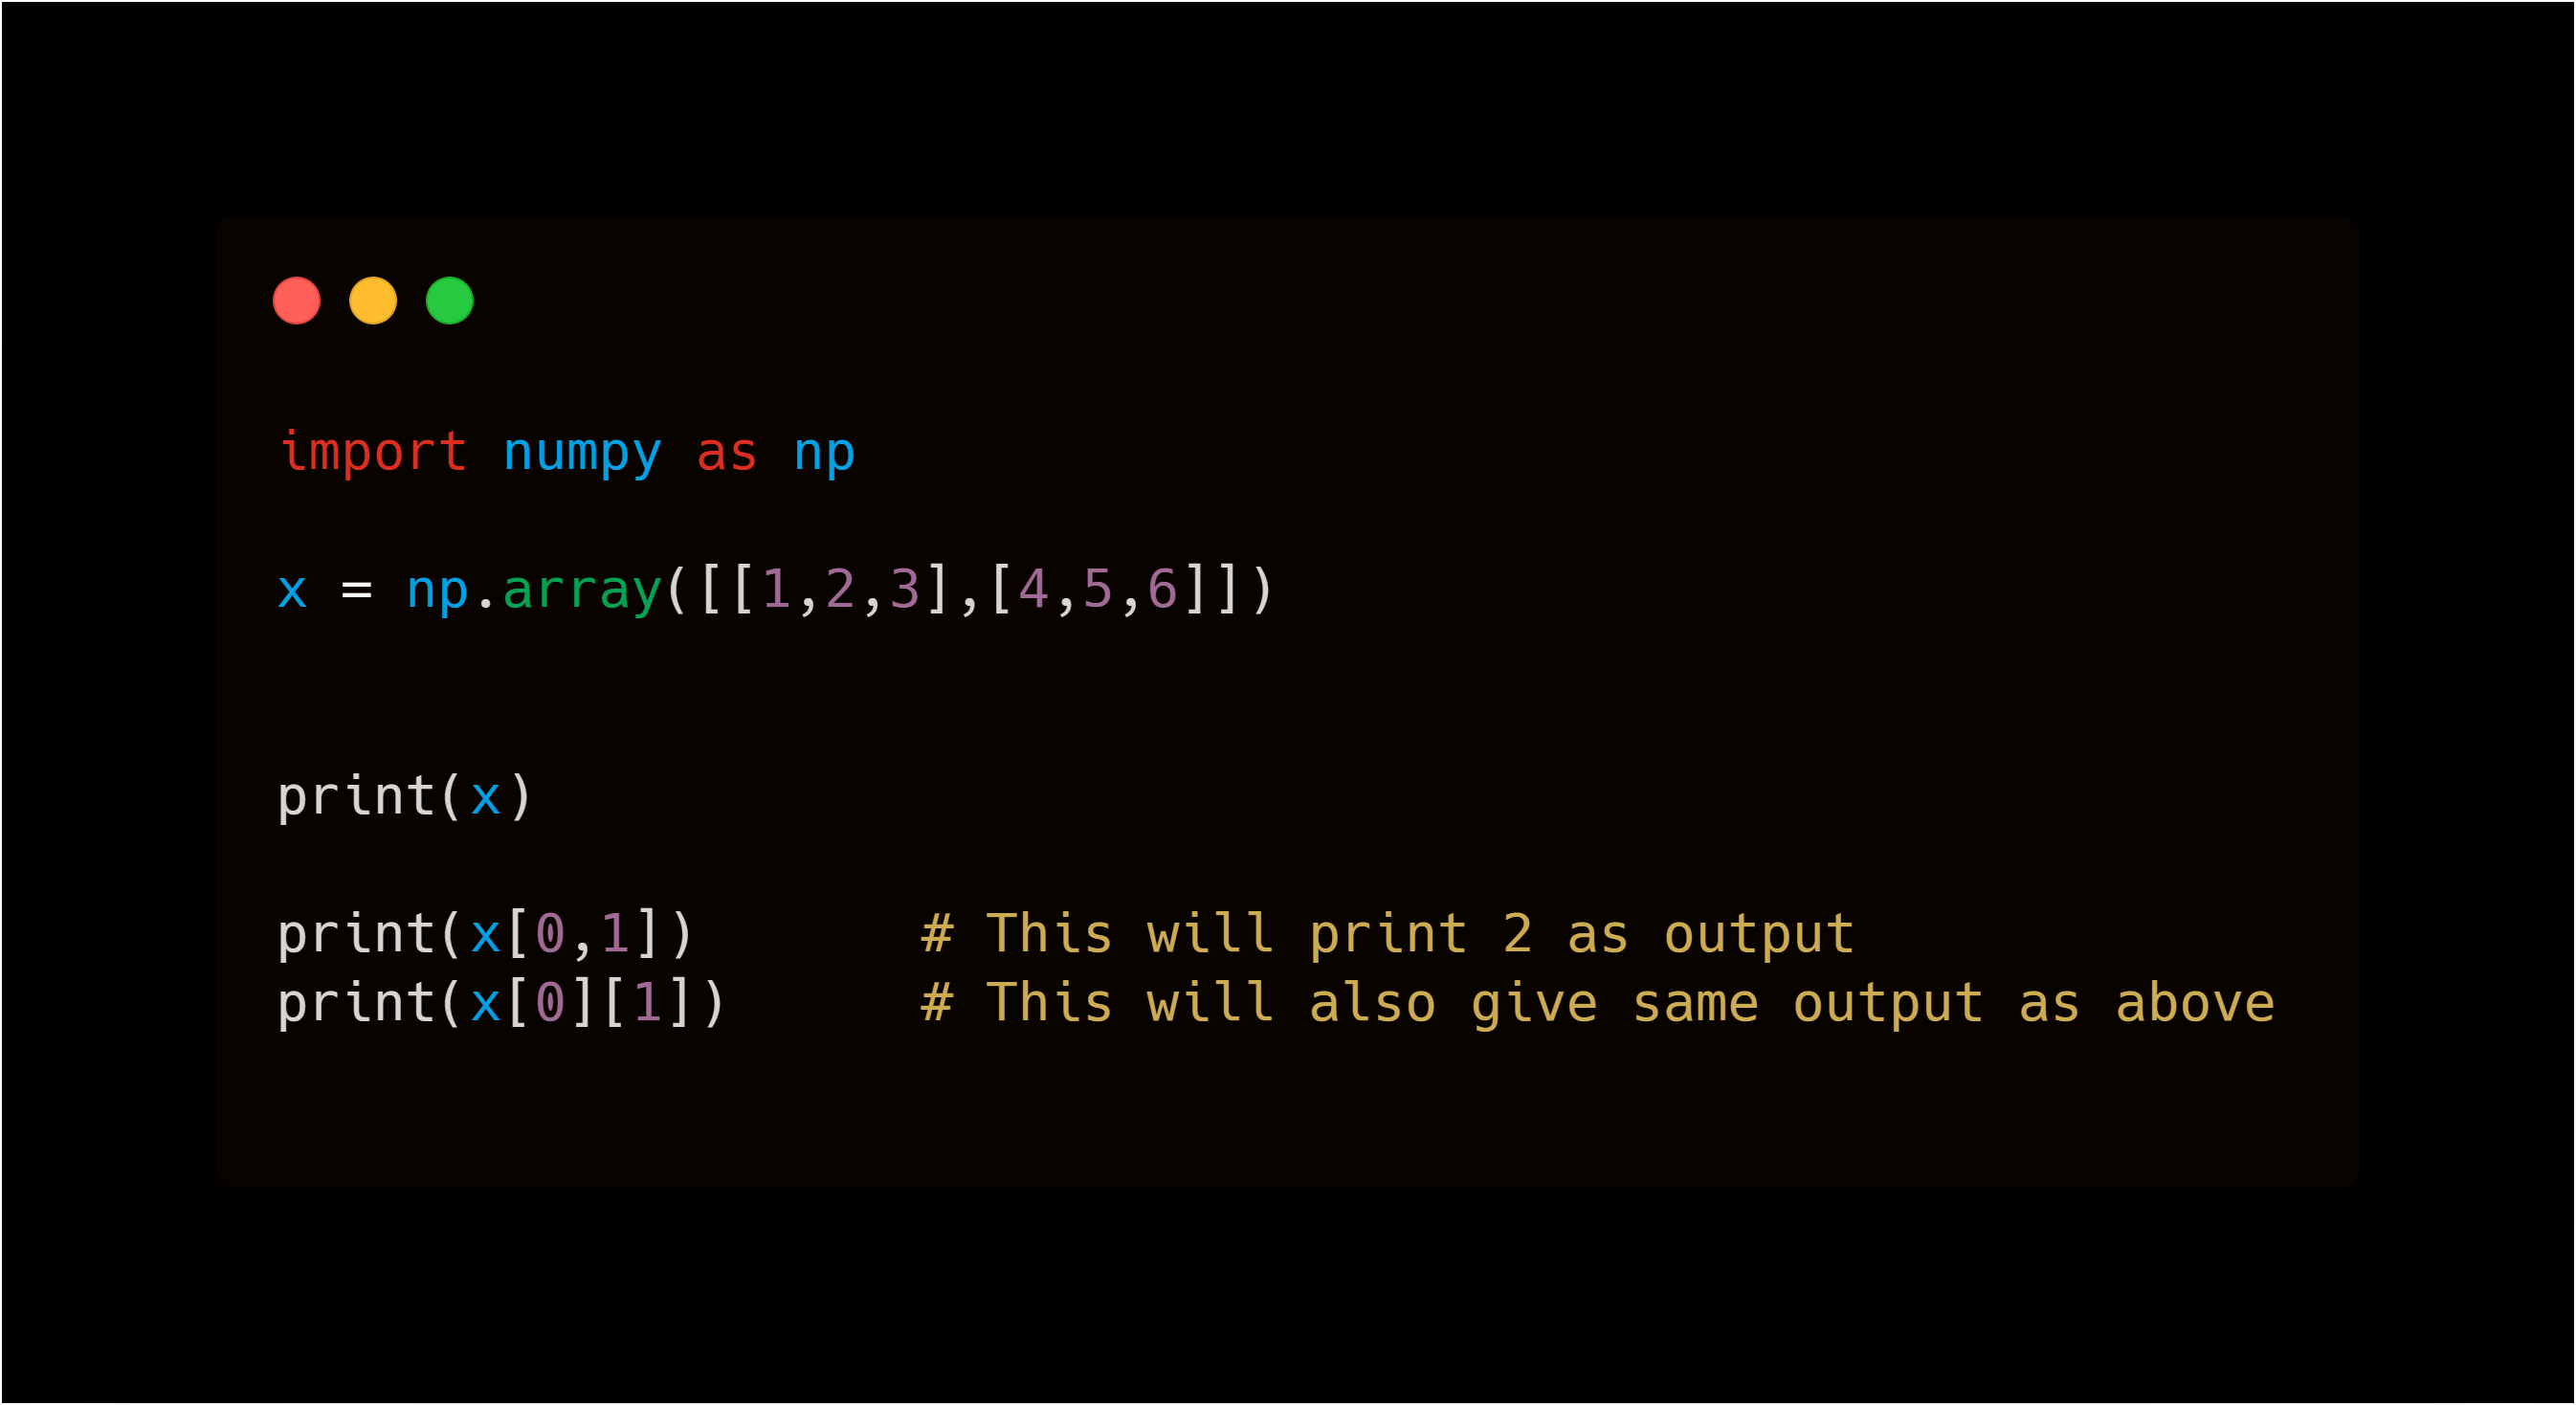 import numpy as np
x = np.array([[1,2,3],[4,5,6]])
print(x)
print(x[0,1])       # This will print 2 as output
print(x[0][1])      # This will also give same output as above